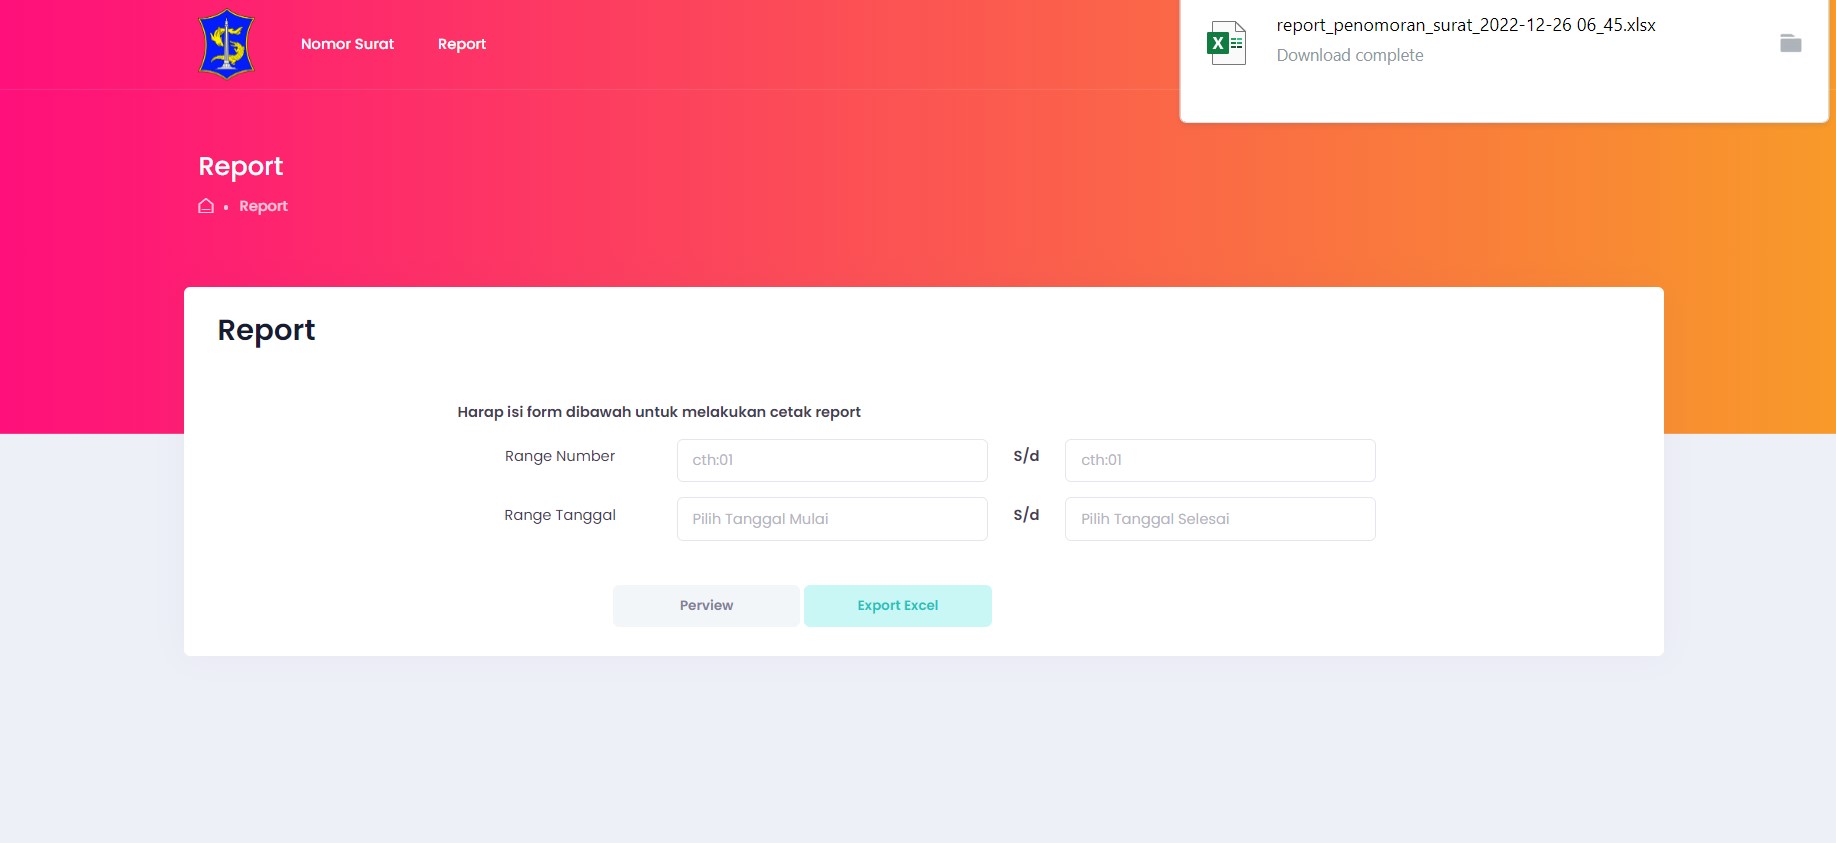 Nomor Surat
Report
report_penomoran_surat_2022-12-26 06_45.xlsx
Download complete
Report
Report
Report
Harap isi form dibawah untuk melakukan cetak report
Range Number cth:01 S/d cth:01
Range Tanggal Pilih Tanggal Mulai S/d Pilih Tanggal Selesai
Perview Export Excel